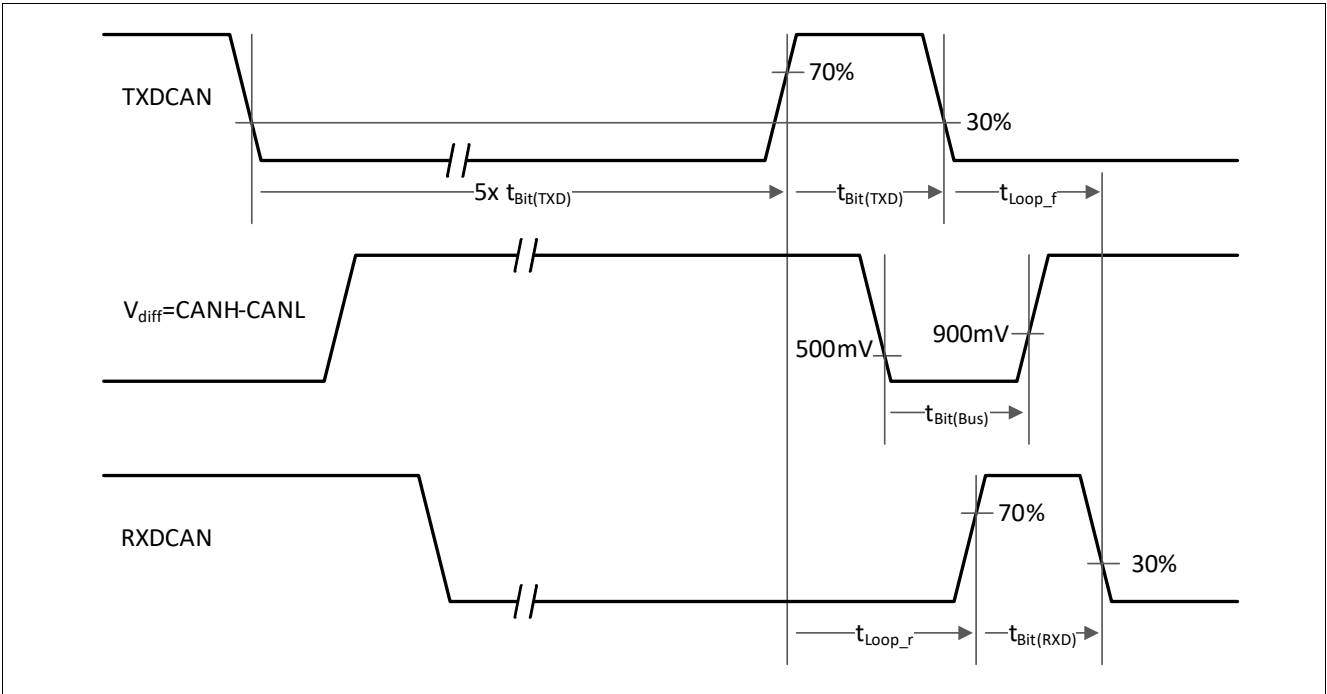 70%
TXDCAN
30%
5x tBit(TXD)
tBit(TXD)
tLoop_f
Vdiff=CANH-CANL
900mV
500mV
tBit(Bus)
70%
RXDCAN
30%
tLoop_r
tBit(RXD)